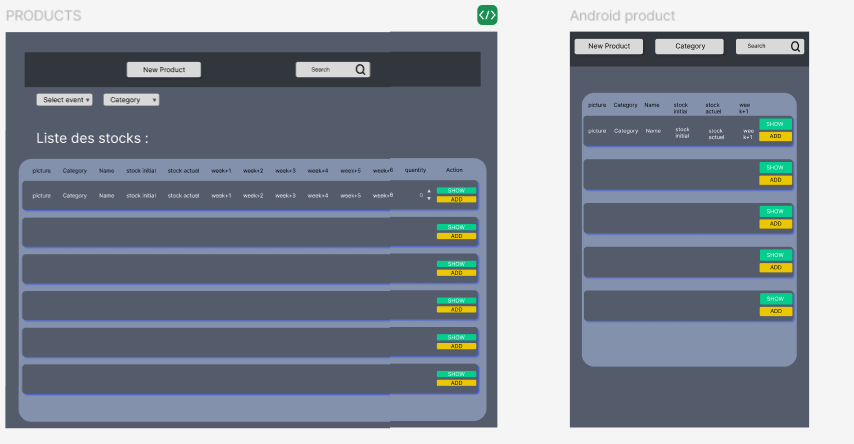 PRODUCTS
</>
New Product
Search
Select event
Category
Liste des stocks :
picture Category Name stock initial stock actuel week+1 week+2 week+3 week+4 week+5 week+6 quantity Action
picture Category Name stock initial stock actuel week+1 week+2 week+3 week+4 week+5 week+6 0 SHOW
ADD
SHOW
ADD
SHOW
ADD
SHOW
ADD
SHOW
ADD
SHOW
ADD
Android product
New Product Category Search
picture Category Name stock initial stock actuel wee k+1
picture Category Name stock initial stock actuel wee k+1 SHOW
ADD
SHOW
ADD
SHOW
ADD
SHOW
ADD
SHOW
ADD